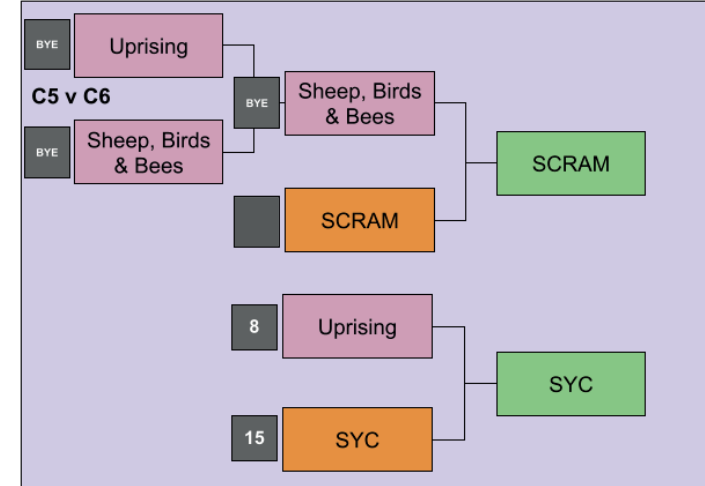 BYE
Uprising
C5 v C6
BYE
Sheep, Birds
& Bees
BYE
Sheep, Birds
& Bees
SCRAM
SCRAM
8
Uprising
15
SYC
SYC